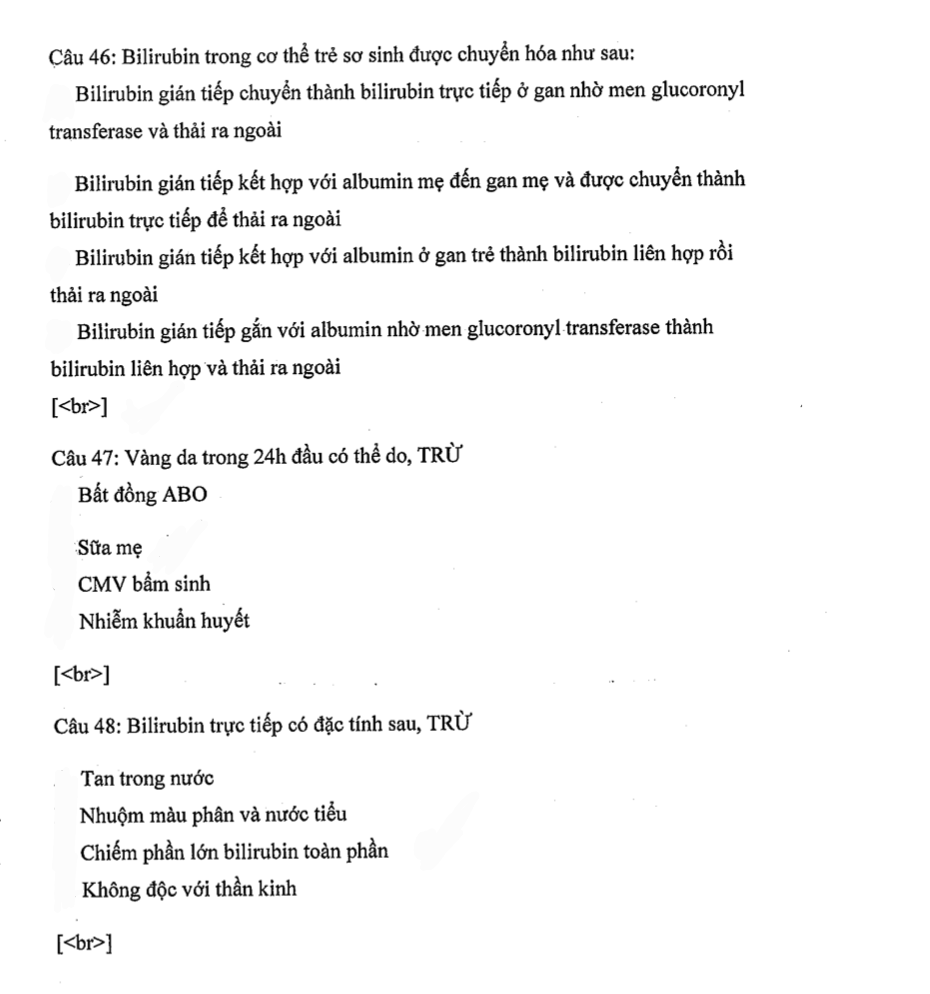 Câu 46: Bilirubin trong cơ thể trẻ sơ sinh được chuyển hóa như sau:
Bilirubin gián tiếp chuyển thành bilirubin trực tiếp ở gan nhờ men glucoronyl
transferase và thải ra ngoài
Bilirubin gián tiếp kết hợp với albumin mẹ đến gan mẹ và được chuyển thành
bilirubin trực tiếp để thải ra ngoài
Bilirubin gián tiếp kết hợp với albumin ở gan trẻ thành bilirubin liên hợp rồi
thải ra ngoài
Bilirubin gián tiếp gắn với albumin nhờ men glucoronyl transferase thành
bilirubin liên hợp và thải ra ngoài
[<br>]
Câu 47: Vàng da trong 24h đầu có thể do, TRỪ
Bất đồng ABO
Sữa mẹ
CMV bẩm sinh
Nhiễm khuẩn huyết
[<br>]
Câu 48: Bilirubin trực tiếp có đặc tính sau, TRỪ
Tan trong nước
Nhuộm màu phân và nước tiểu
Chiếm phần lớn bilirubin toàn phần
Không độc với thần kinh
[<br>]